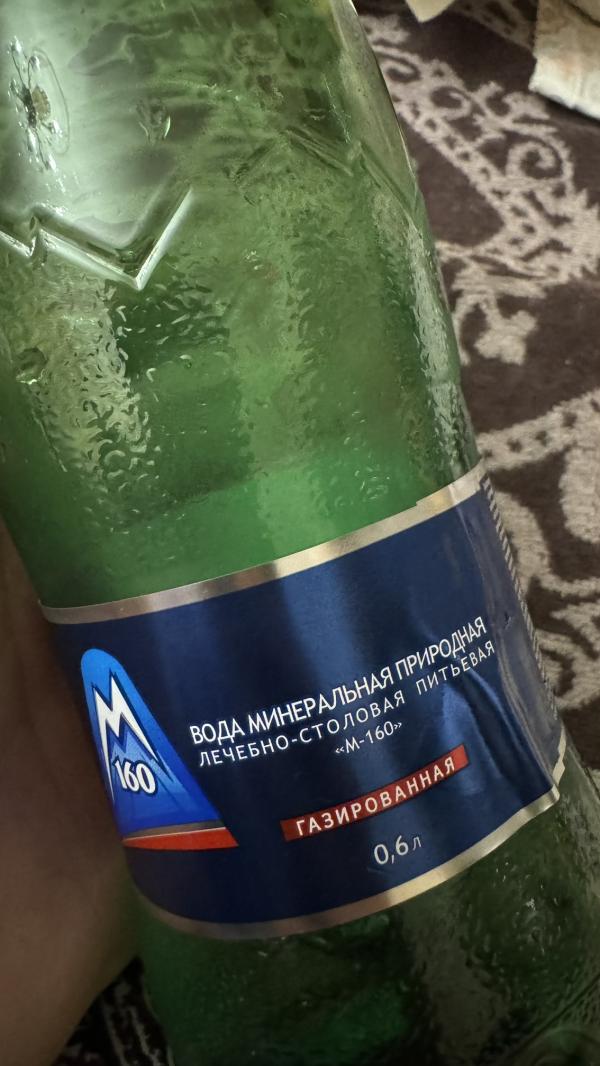 M
160
ВОДА МИНЕРАЛЬНАЯ ПРИРОДНАЯ
ЛЕЧЕБНО-СТОЛОВАЯ ПИТЬЕВАЯ
«М-160»
ГАЗИРОВАННАЯ
0,6 л